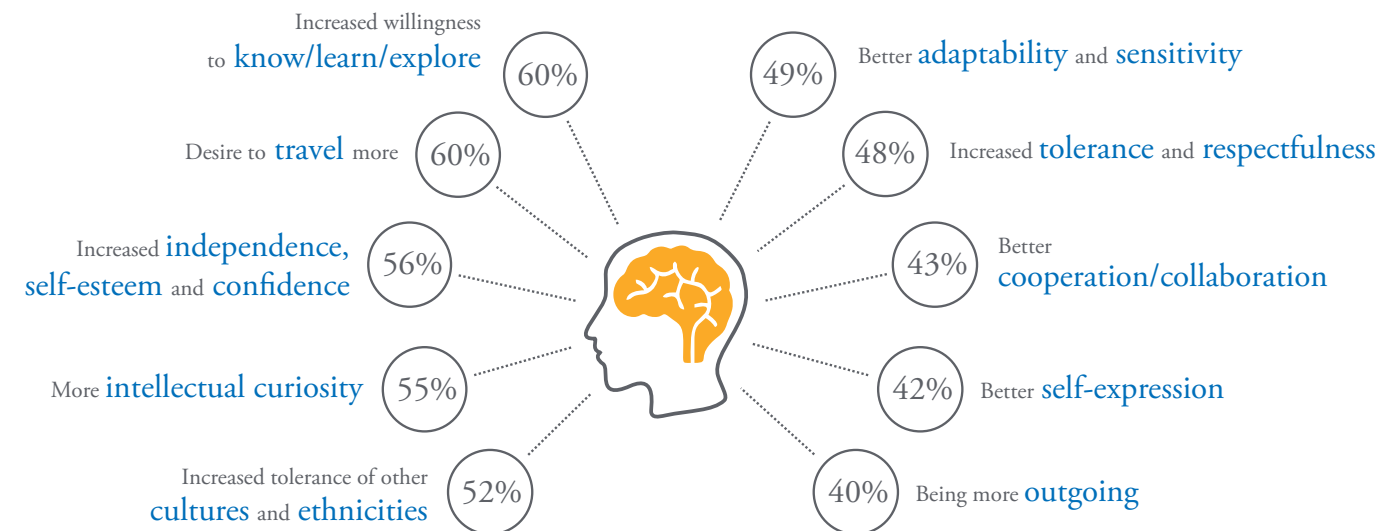 Increased willingness
to know/learn/explore
60%
Desire to travel more
60%
Increased independence,
self-esteem and confidence
56%
More intellectual curiosity
55%
Increased tolerance of other
cultures and ethnicities
52%
49%
Better adaptability and sensitivity
48%
Increased tolerance and respectfulness
43%
Better
cooperation/collaboration
42%
Better self-expression
40%
Being more outgoing